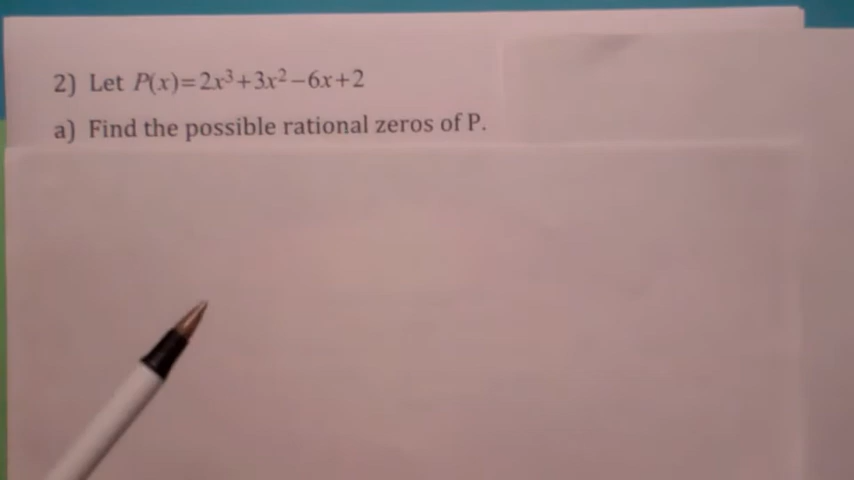 2) Let P(x)=2x³+3x²−6x+2
a) Find the possible rational zeros of P.